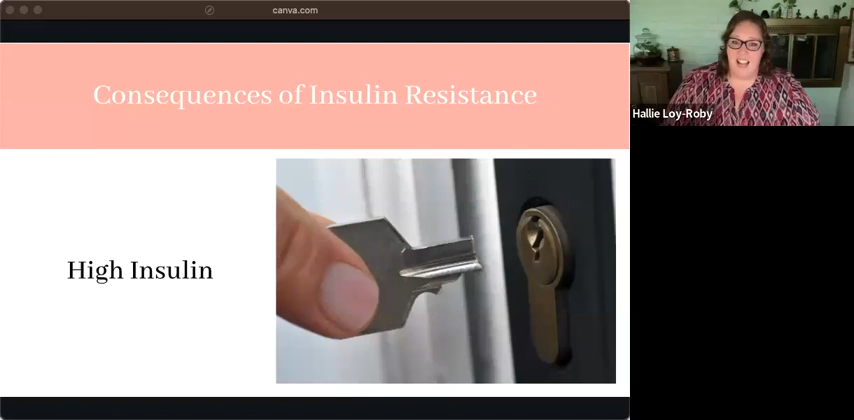 canva.com
Consequences of Insulin Resistance
High Insulin
Hallie Loy-Roby